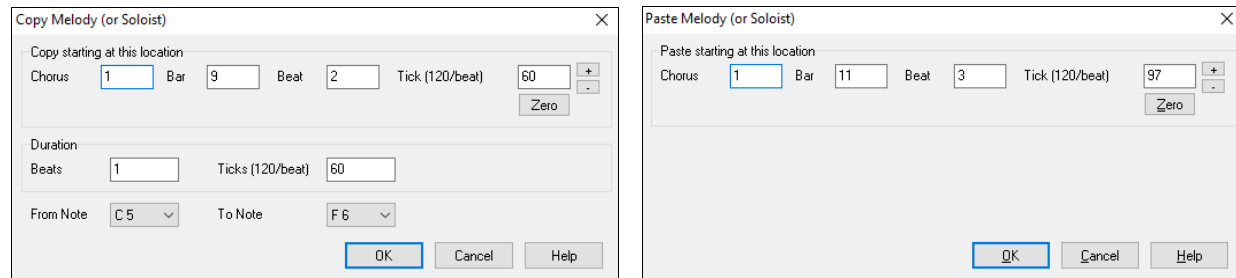 Copy Melody (or Soloist)
Copy starting at this location
Chorus 1 Bar 9 Beat 2 Tick (120/beat) 60 + -
Zero
Duration
Beats 1 Ticks (120/beat) 60
From Note C 5 To Note F 6
OK Cancel Help
Paste Melody (or Soloist)
Paste starting at this location
Chorus 1 Bar 11 Beat 3 Tick (120/beat) 97 + -
Zero
OK Cancel Help